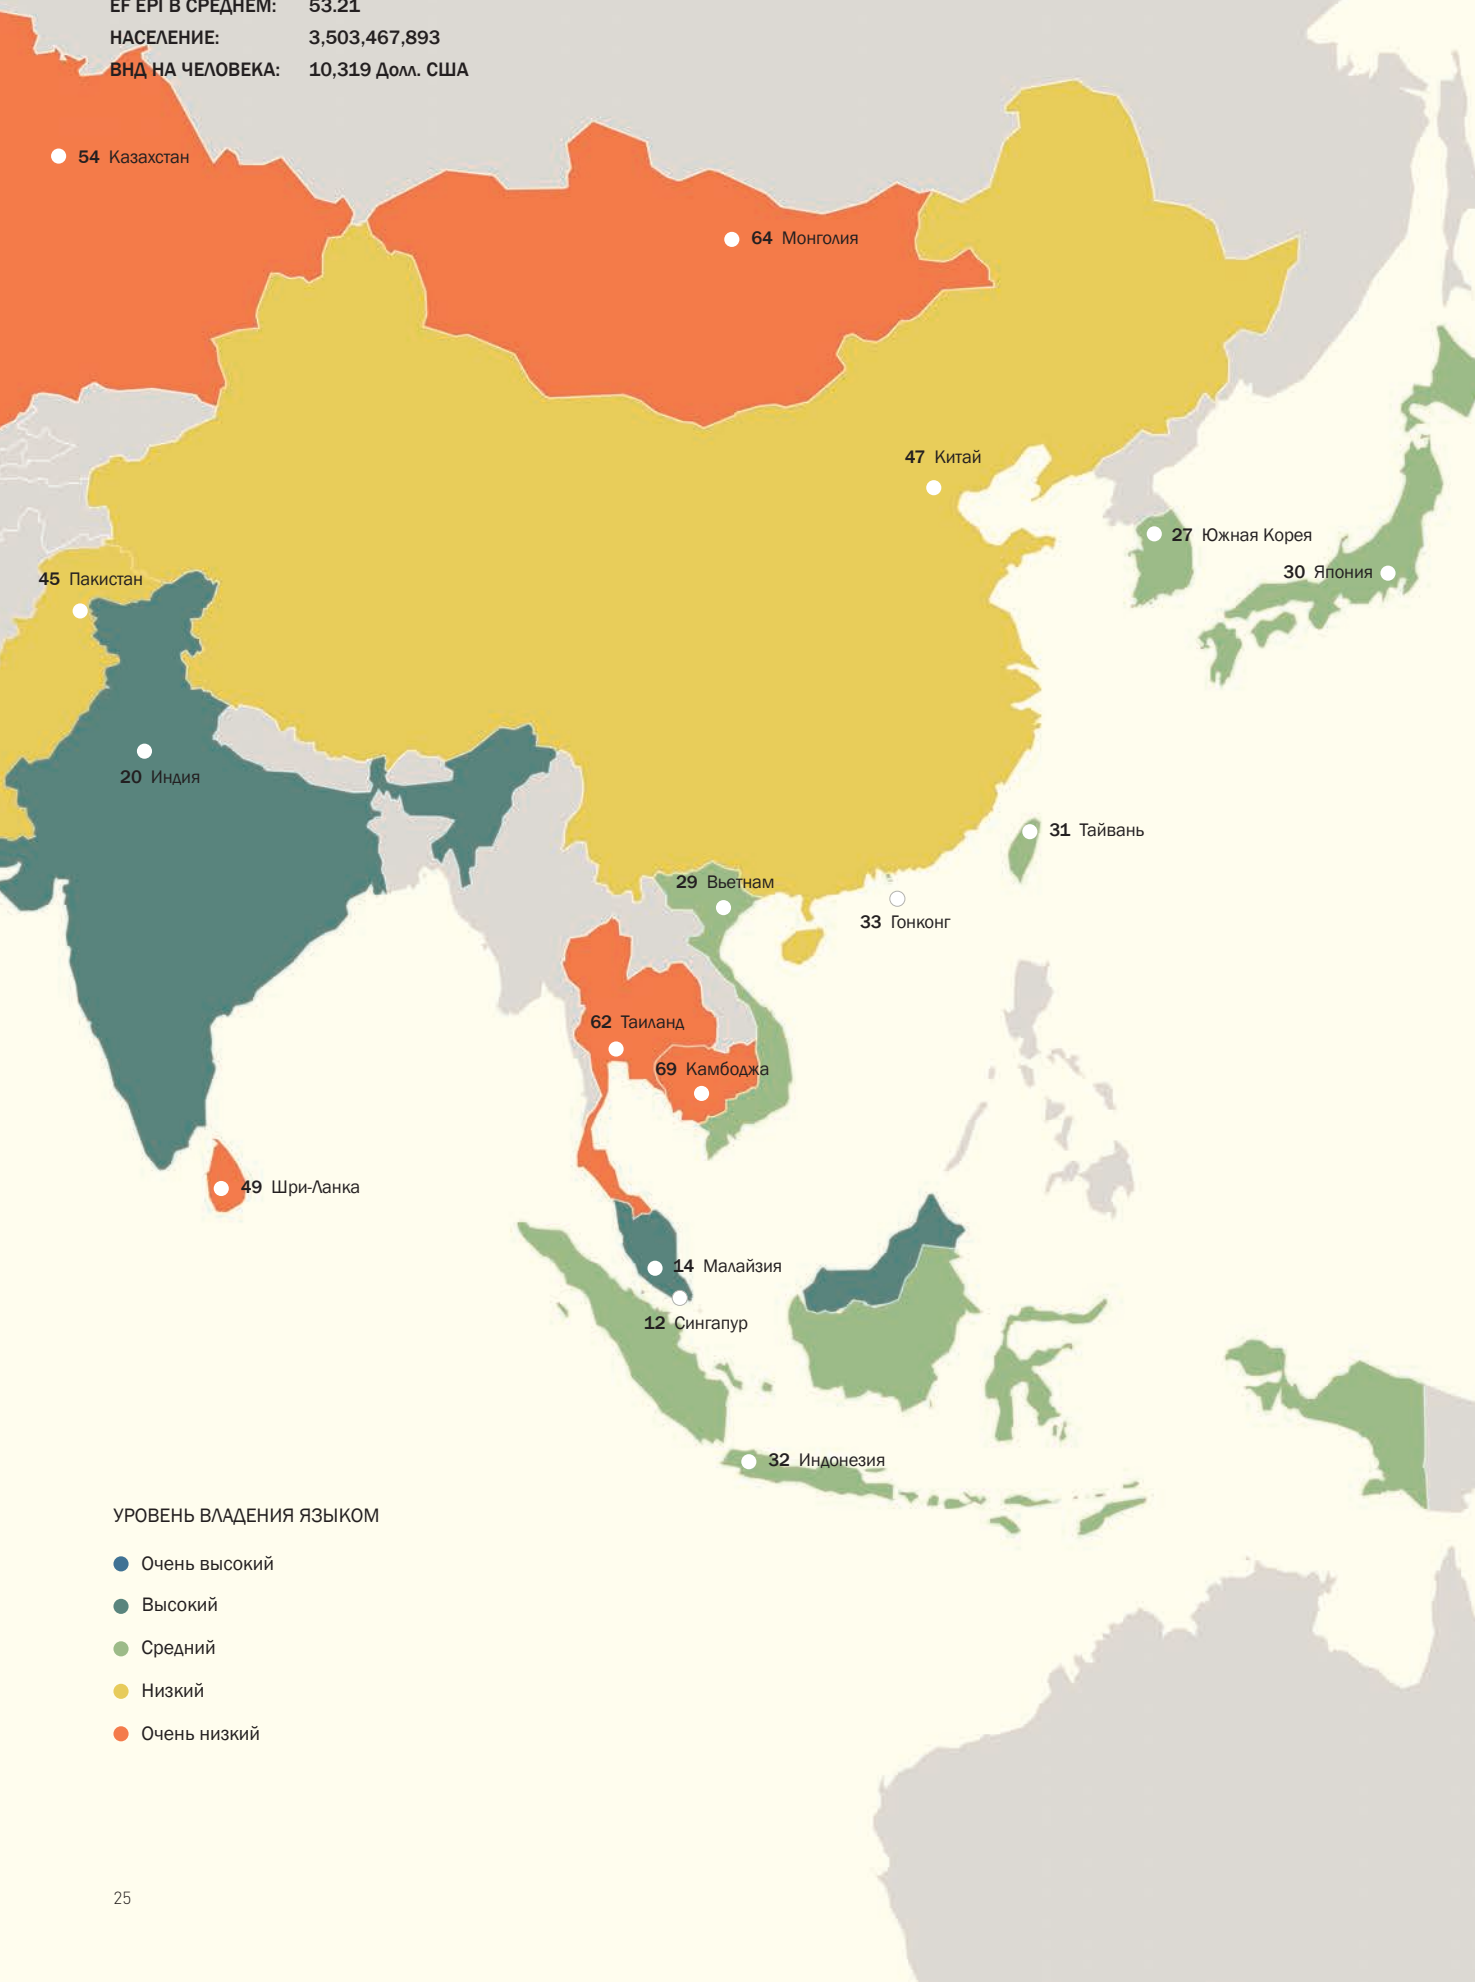 EF EPI В СРЕДНЕМ: 53.21
НАСЕЛЕНИЕ: 3,503,467,893
ВНД НА ЧЕЛОВЕКА: 10,319 Долл. США
54 Казахстан
64 Монголия
47 Китай
27 Южная Корея
30 Япония
45 Пакистан
20 Индия
31 Тайвань
29 Вьетнам
33 Гонконг
62 Таиланд
69 Камбоджа
49 Шри-Ланка
14 Малайзия
12 Сингапур
32 Индонезия
УРОВЕНЬ ВЛАДЕНИЯ ЯЗЫКОМ
Очень высокий
Высокий
Средний
Низкий
Очень низкий
25